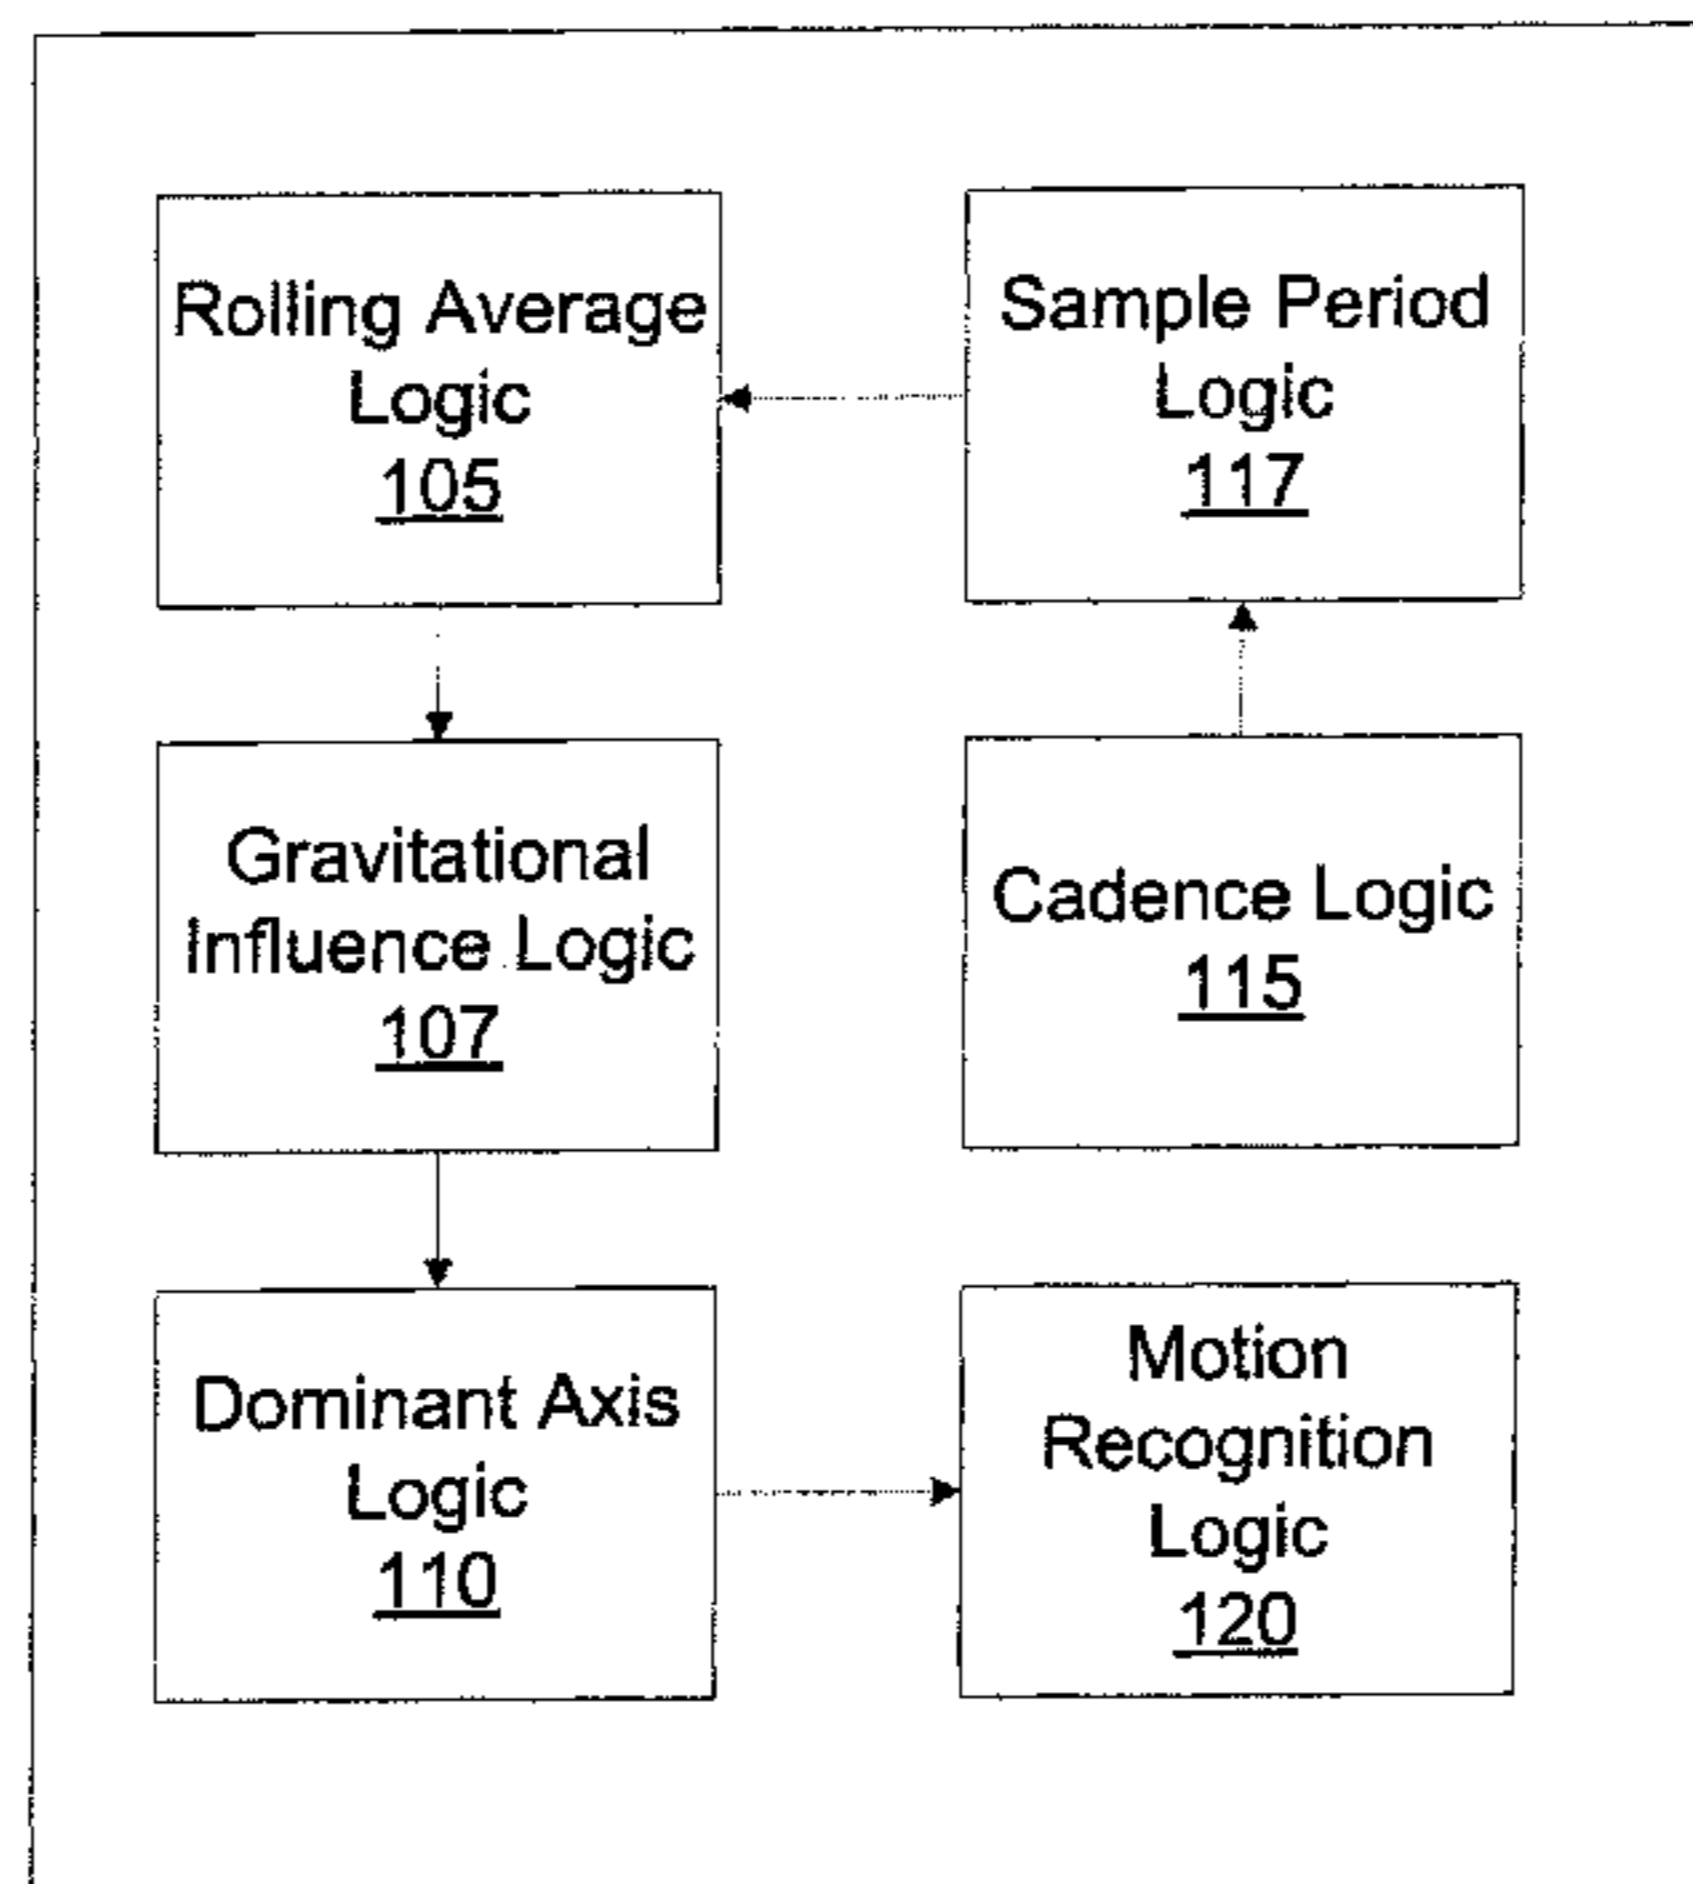 Rolling Average
Logic
105
Sample Period
Logic
117
Gravitational
Influence Logic
107
Cadence Logic
115
Dominant Axis
Logic
110
Motion
Recognition
Logic
120